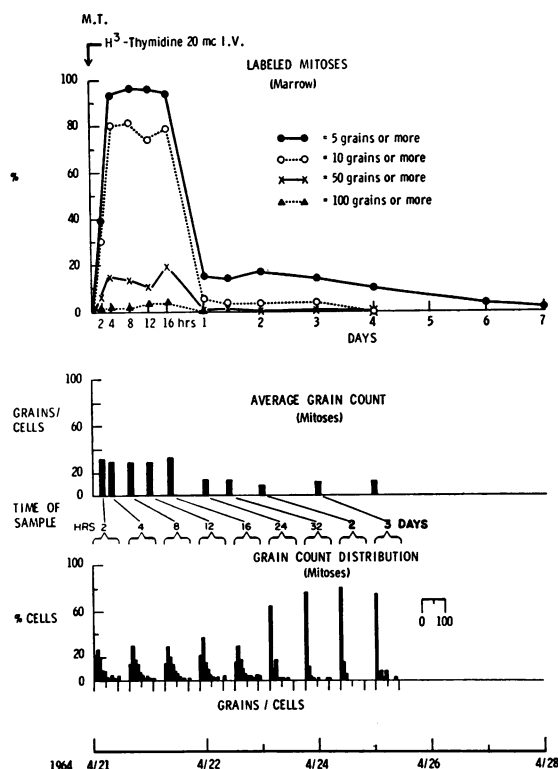 M.T.
H³-Thymidine 20 mc I.V.
LABELED MITOSES
(Marrow)
100
80
60
40
20
0
%
= 5 grains or more
= 10 grains or more
= 50 grains or more
= 100 grains or more
2 4 8 12 16 hrs 1 2 3 4 5 6 7
DAYS
100
60
20
0
GRAINS/
CELLS
AVERAGE GRAIN COUNT
(Mitoses)
TIME OF
SAMPLE
HRS 2 4 8 12 16 24 32 2 3 DAYS
GRAIN COUNT DISTRIBUTION
(Mitoses)
100
60
20
0
% CELLS
0 100
GRAINS / CELLS
1964 4/21 4/22 4/24 4/26 4/28